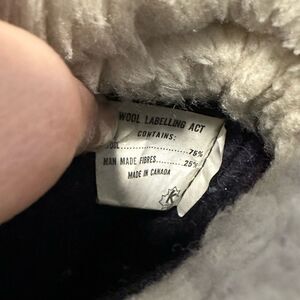 WOOL LABELLING ACT
CONTAINS:
............75%
MAN MADE FIBRES.....25%
MADE IN CANADA
K